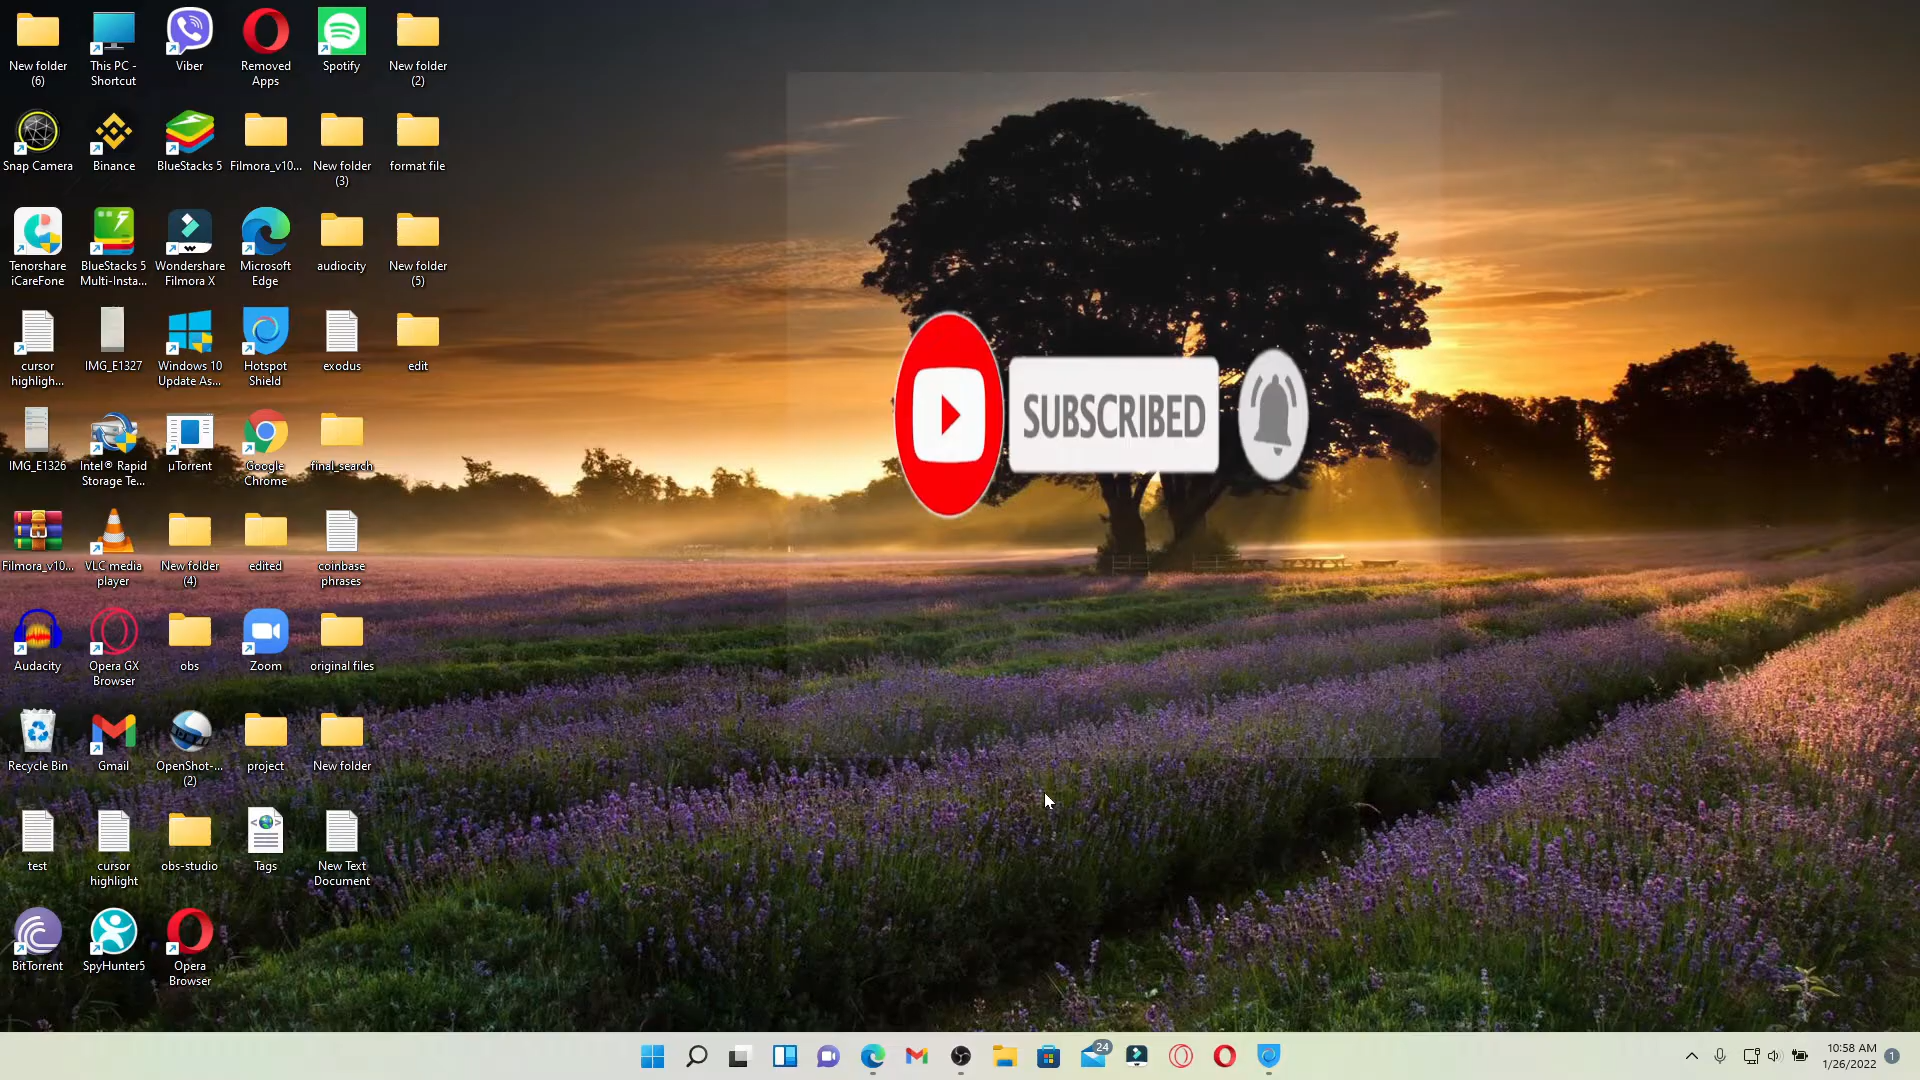 New folder
(6)
This PC -
Shortcut
Viber
Removed
Apps
Spotify
New folder
(2)
Snap Camera
Binance
BlueStacks 5
Filmora_v10...
New folder
(3)
format file
Tenorshare
iCareFone
BlueStacks 5
Multi-Insta...
Wondershare
Filmora X
Microsoft
Edge
audiocity
New folder
(5)
cursor
highligh...
IMG_E1327
Windows 10
Update As...
Hotspot
Shield
exodus
edit
SUBSCRIBED
IMG_E1326
Intel® Rapid
Storage Te...
µTorrent
Google
Chrome
final_search
Filmora_v10...
VLC media
player
New folder
(4)
edited
coinbase
phrases
Audacity
Opera GX
Browser
obs
Zoom
original files
Recycle Bin
Gmail
OpenShot-...
(2)
project
New folder
test
cursor
highlight
obs-studio
Tags
New Text
Document
BitTorrent
SpyHunter5
Opera
Browser
24
10:58 AM
1/26/2022
1